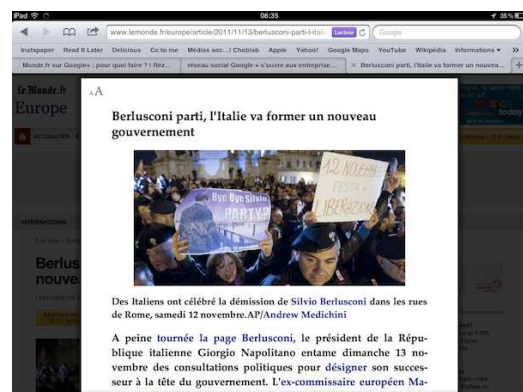 iPad
08:35
35 %
www.lemonde.fr/europe/article/2011/11/13/berlusconi-parti-l-itali
Lecteur
Google
Instapaper Read It Later Delicious Cc:to me Médias soc...l Choblab Apple Yahoo! Google Maps YouTube Wikipédia Informations
Monde.fr sur Google+ : pour quoi faire ? l Réz...
réseau social Google + s'ouvre aux entreprise...
Berlusconi parti, l'Italie va former un nouvea...
Le Monde.fr
Europe
ACTUALITÉS
INTERNATIONAL
Berlus
nouve
AA
Berlusconi parti, l'Italie va former un nouveau
gouvernement
Bye Bye Silvio
PARTY
12 NOVEMBRE
FESTA
LIBERAZIONE
Des Italiens ont célébré la démission de Silvio Berlusconi dans les rues
de Rome, samedi 12 novembre.AP/Andrew Medichini
A peine tournée la page Berlusconi, le président de la Répu-
blique italienne Giorgio Napolitano entame dimanche 13 no-
vembre des consultations politiques pour désigner son succes-
seur à la tête du gouvernement. L'ex-commissaire européen Ma-